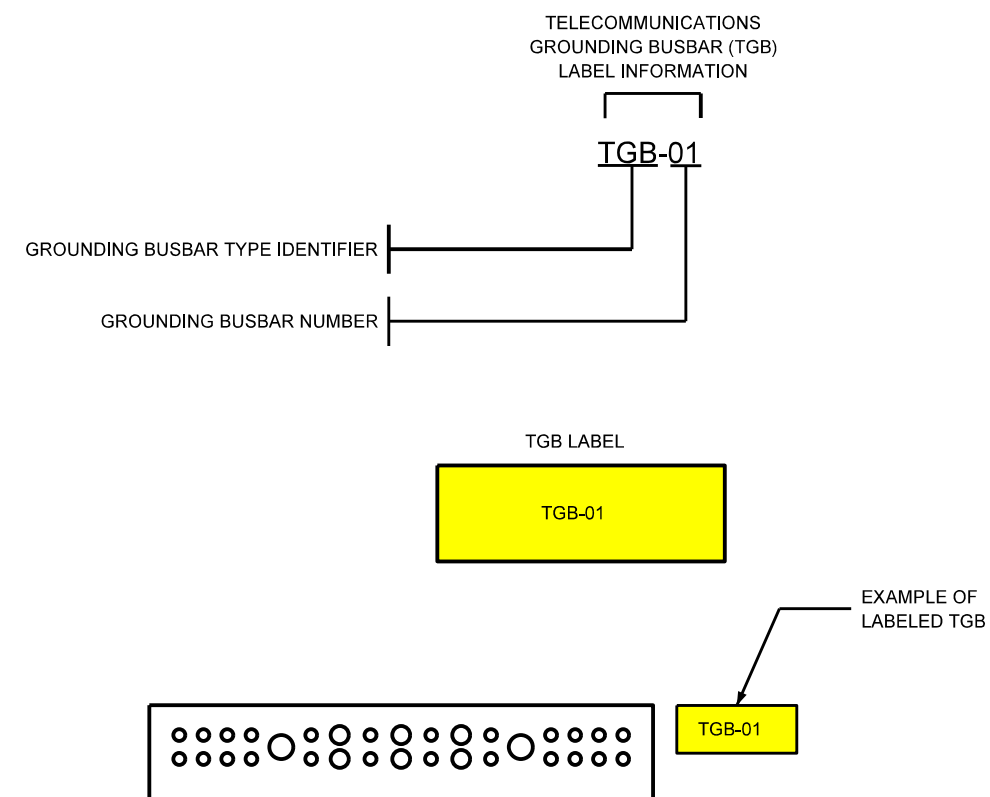 TELECOMMUNICATIONS
GROUNDING BUSBAR (TGB)
LABEL INFORMATION
TGB-01
GROUNDING BUSBAR TYPE IDENTIFIER
GROUNDING BUSBAR NUMBER
TGB LABEL
TGB-01
EXAMPLE OF
LABELED TGB
TGB-01